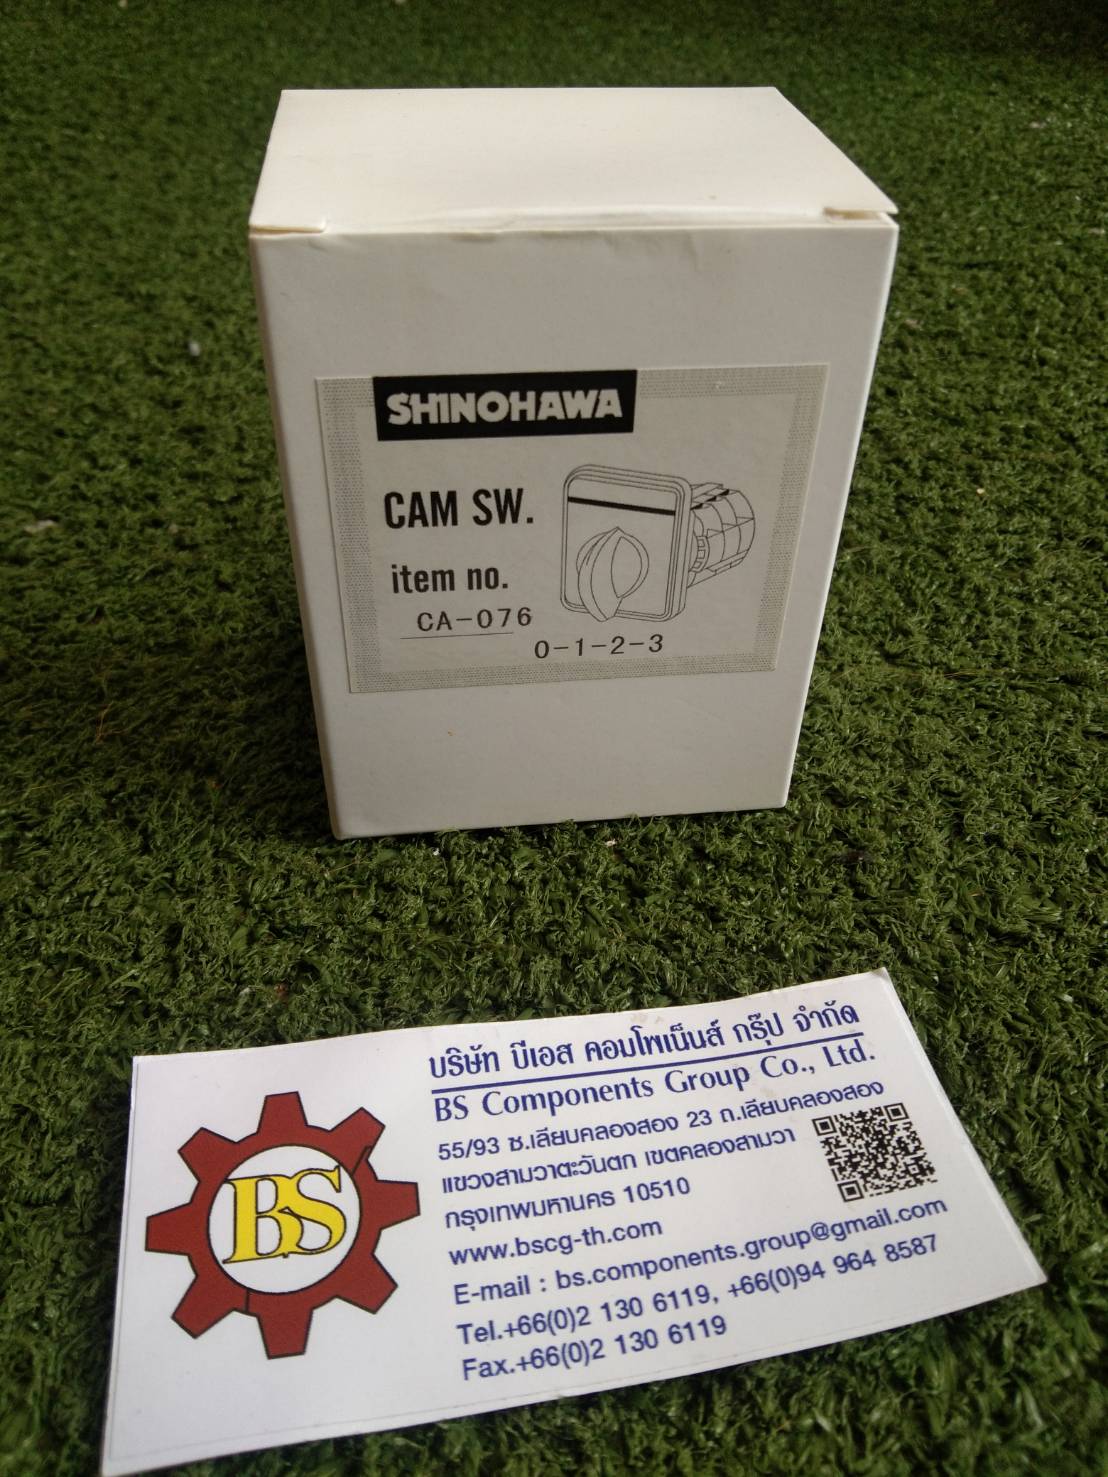 SHINOHAWA
CAM SW.
item no.
CA-076
0-1-2-3
BS
บริษัท บีเอส คอมโพเน็นส์ กรุ๊ป จำกัด
BS Components Group Co., Ltd.
55/93 ซ.เลียบคลองสอง 23 ถ.เลียบคลองสอง
แขวงสามวาตะวันตก เขตคลองสามวา
กรุงเทพมหานคร 10510
www.bscg-th.com
E-mail : bs.components.group@gmail.com
Tel.+66(0)2 130 6119, +66(0)94 964 8587
Fax.+66(0)2 130 6119